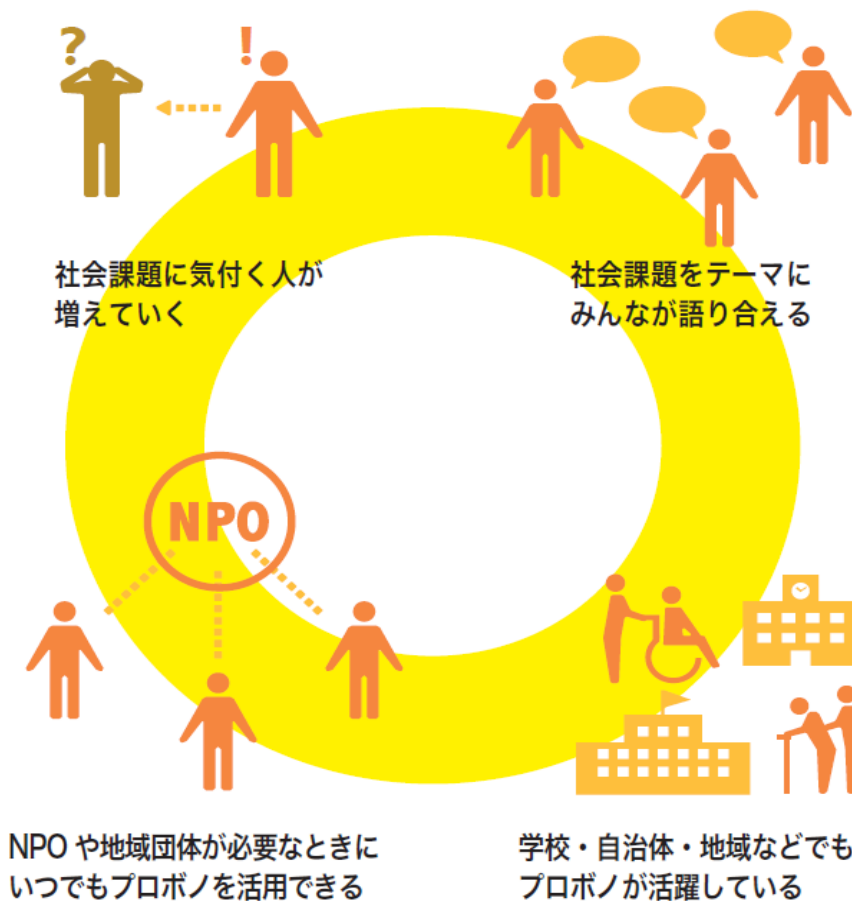 ?
!
社会課題に気付く人が
増えていく
社会課題をテーマに
みんなが語り合える
NPO
NPO や地域団体が必要なときに
いつでもプロボノを活用できる
学校・自治体・地域などでも
プロボノが活躍している